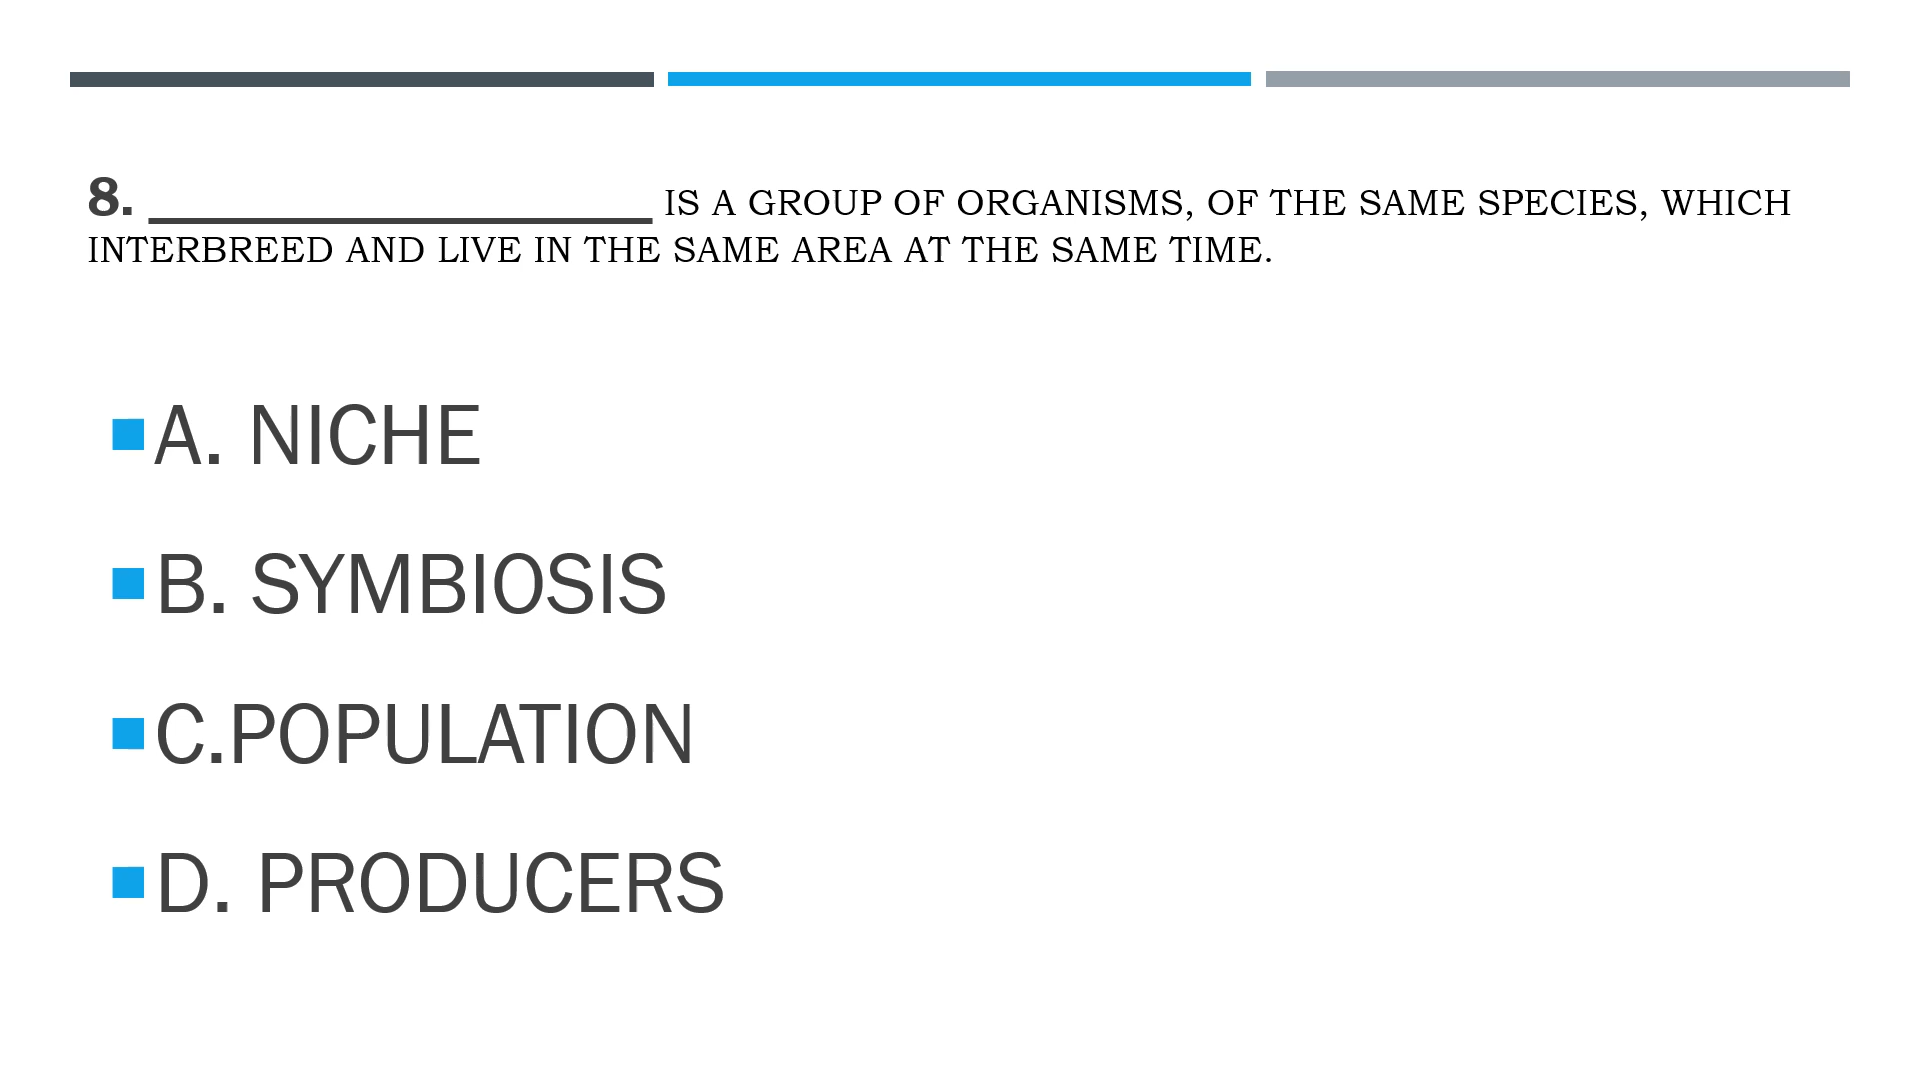 8. ___________________ IS A GROUP OF ORGANISMS, OF THE SAME SPECIES, WHICH
INTERBREED AND LIVE IN THE SAME AREA AT THE SAME TIME.
A. NICHE
B. SYMBIOSIS
C.POPULATION
D. PRODUCERS